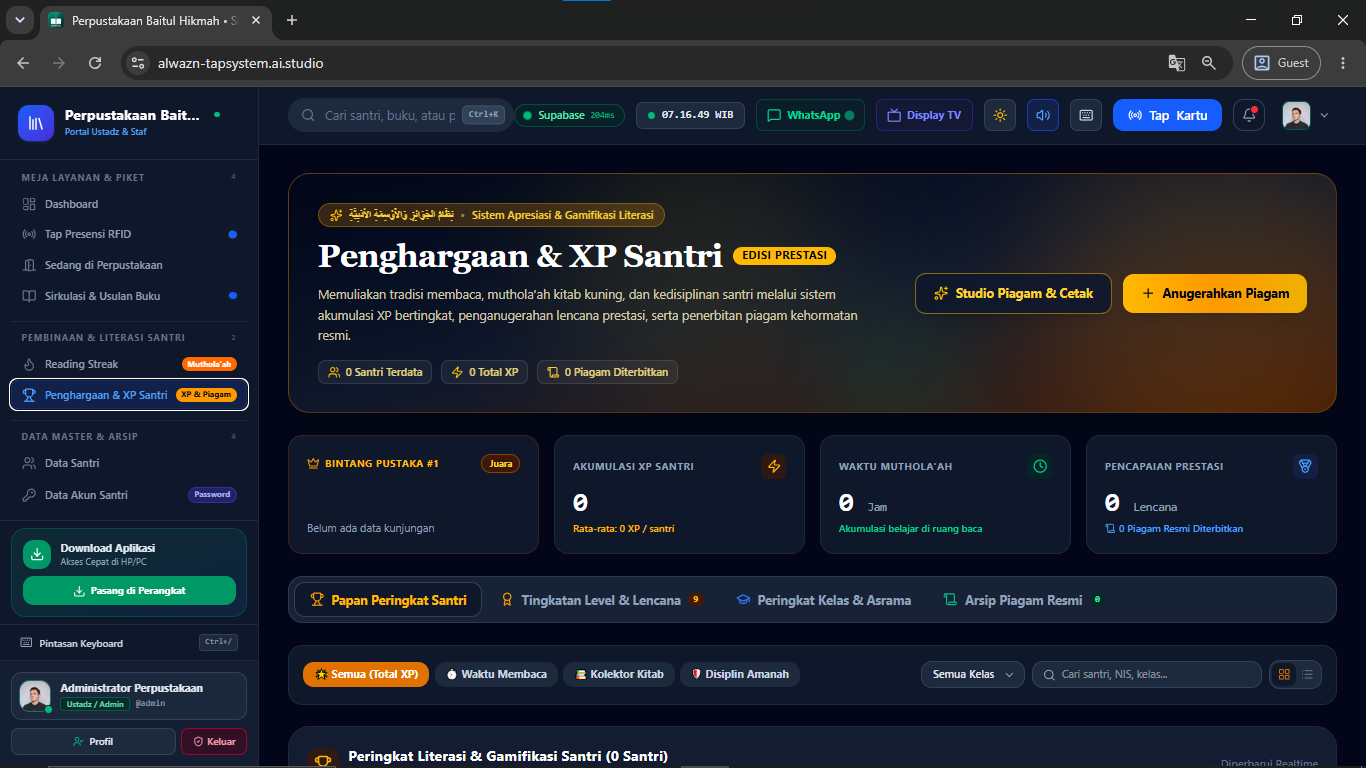 Perpustakaan Baitul Hikmah • S
alwazn-tapsystem.ai.studio
Guest
Perpustakaan Bait...
Portal Ustadz & Staf
Cari santri, buku, atau p
Ctrl+K
Supabase 204ms
07.16.49 WIB
WhatsApp
Display TV
Tap Kartu
MEJA LAYANAN & PIKET 4
Dashboard
Tap Presensi RFID
Sedang di Perpustakaan
Sirkulasi & Usulan Buku
PEMBINAAN & LITERASI SANTRI 2
Reading Streak Muthola'ah
Penghargaan & XP Santri XP & Piagam
DATA MASTER & ARSIP 4
Data Santri
Data Akun Santri Password
Download Aplikasi
Akses Cepat di HP/PC
Pasang di Perangkat
Pintasan Keyboard Ctrl+/
Administrator Perpustakaan
Ustadz / Admin @admin
Profil
Keluar
نِظَامُ الجَوَائِزِ وَالأَوْسِمَةِ الأَدَبِيَّةِ • Sistem Apresiasi & Gamifikasi Literasi
Penghargaan & XP Santri EDISI PRESTASI
Memuliakan tradisi membaca, muthola'ah kitab kuning, dan kedisiplinan santri melalui sistem
akumulasi XP bertingkat, penganugerahan lencana prestasi, serta penerbitan piagam kehormatan
resmi.
0 Santri Terdata
0 Total XP
0 Piagam Diterbitkan
Studio Piagam & Cetak
+ Anugerahkan Piagam
BINTANG PUSTAKA #1 Juara
Belum ada data kunjungan
AKUMULASI XP SANTRI
0
Rata-rata: 0 XP / santri
WAKTU MUTHOLA'AH
0 Jam
Akumulasi belajar di ruang baca
PENCAPAIAN PRESTASI
0 Lencana
0 Piagam Resmi Diterbitkan
Papan Peringkat Santri
Tingkatan Level & Lencana 9
Peringkat Kelas & Asrama
Arsip Piagam Resmi 0
Semua (Total XP)
Waktu Membaca
Kolektor Kitab
Disiplin Amanah
Semua Kelas
Cari santri, NIS, kelas...
Peringkat Literasi & Gamifikasi Santri (0 Santri)
Diperbarui Realtime